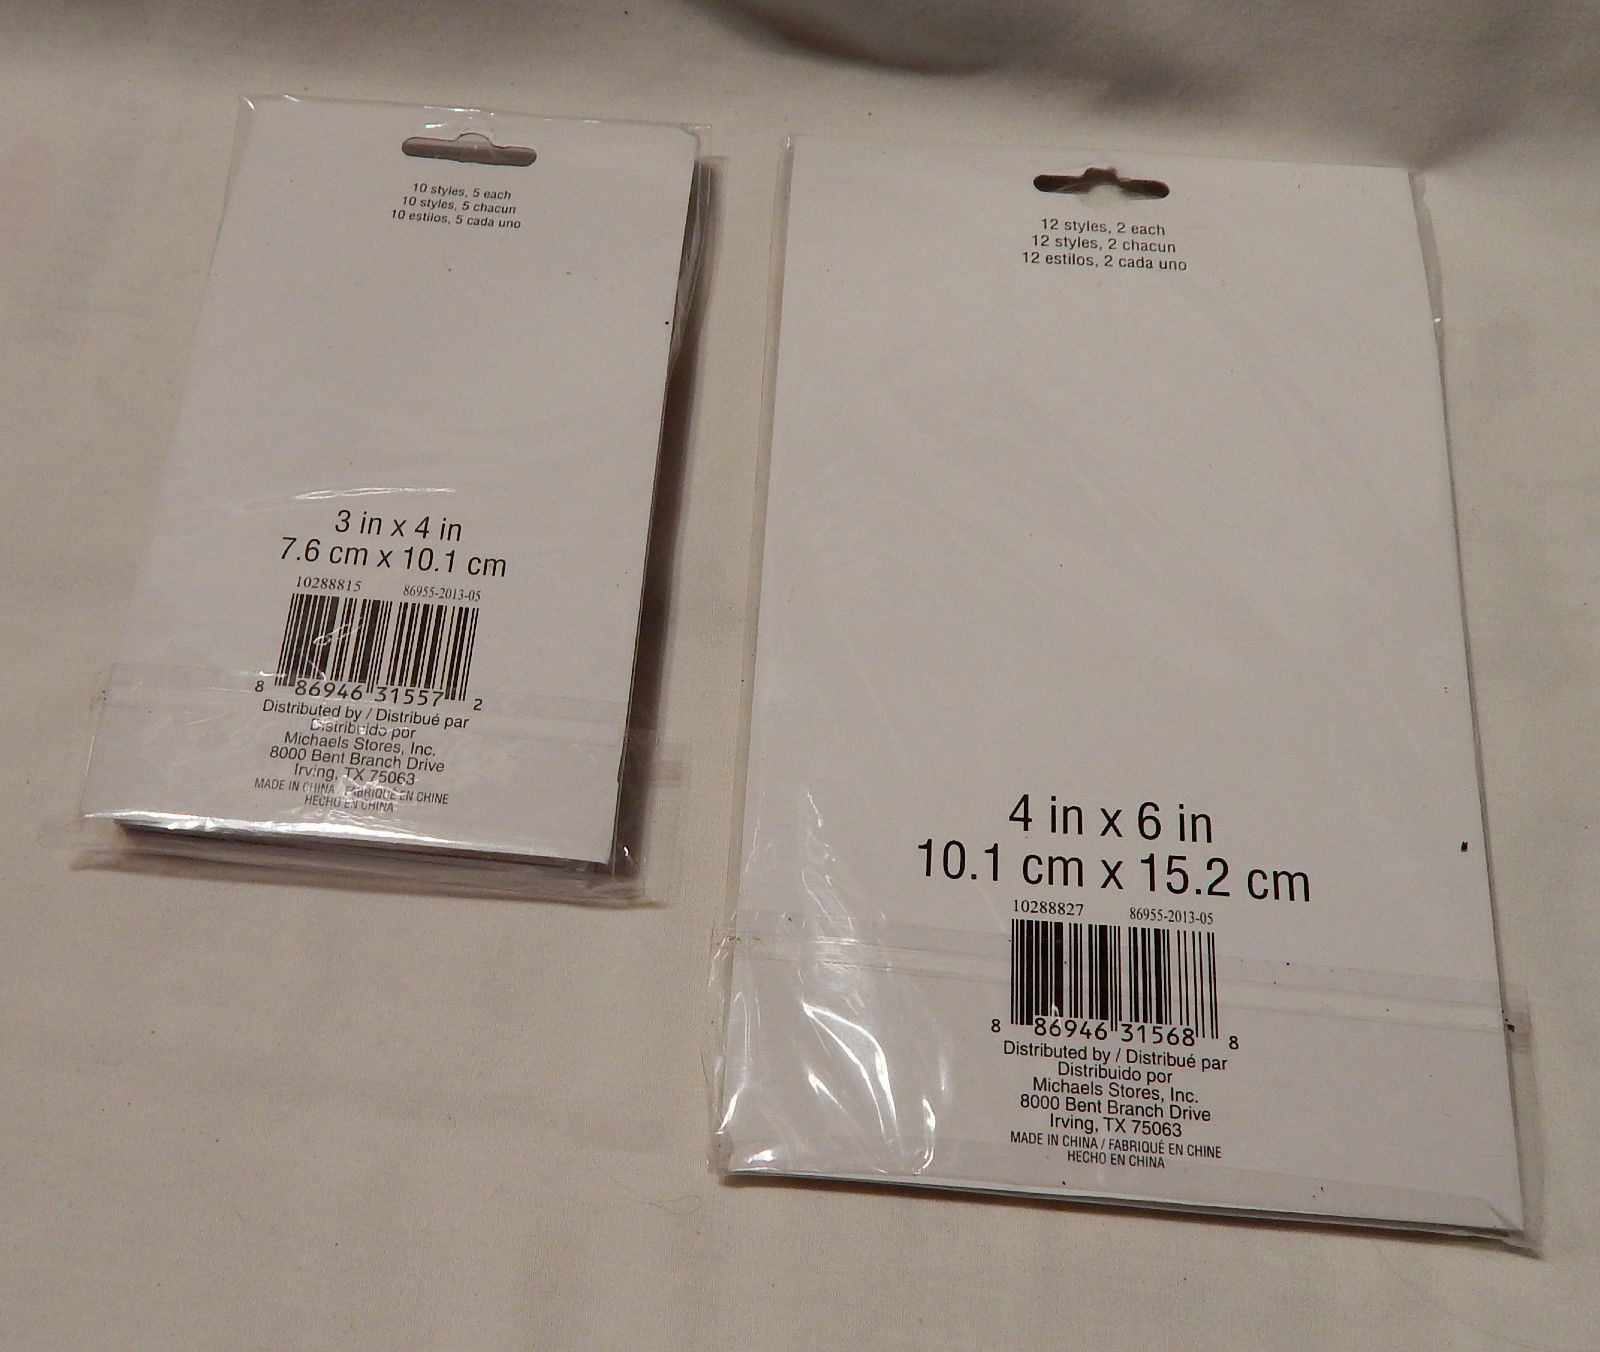 10 styles, 5 each
10 styles, 5 chacun
10 estilos, 5 cada uno
3 in x 4 in
7.6 cm x 10.1 cm
10288815 86955-2013-05
8 86946 31557 2
Distributed by / Distribué par
Distribuido por
Michaels Stores, Inc.
8000 Bent Branch Drive
Irving, TX 75063
MADE IN CHINA / FABRIQUÉ EN CHINE
HECHO EN CHINA
12 styles, 2 each
12 styles, 2 chacun
12 estilos, 2 cada uno
4 in x 6 in
10.1 cm x 15.2 cm
10288827 86955-2013-05
8 86946 31568 8
Distributed by / Distribué par
Distribuido por
Michaels Stores, Inc.
8000 Bent Branch Drive
Irving, TX 75063
MADE IN CHINA / FABRIQUÉ EN CHINE
HECHO EN CHINA